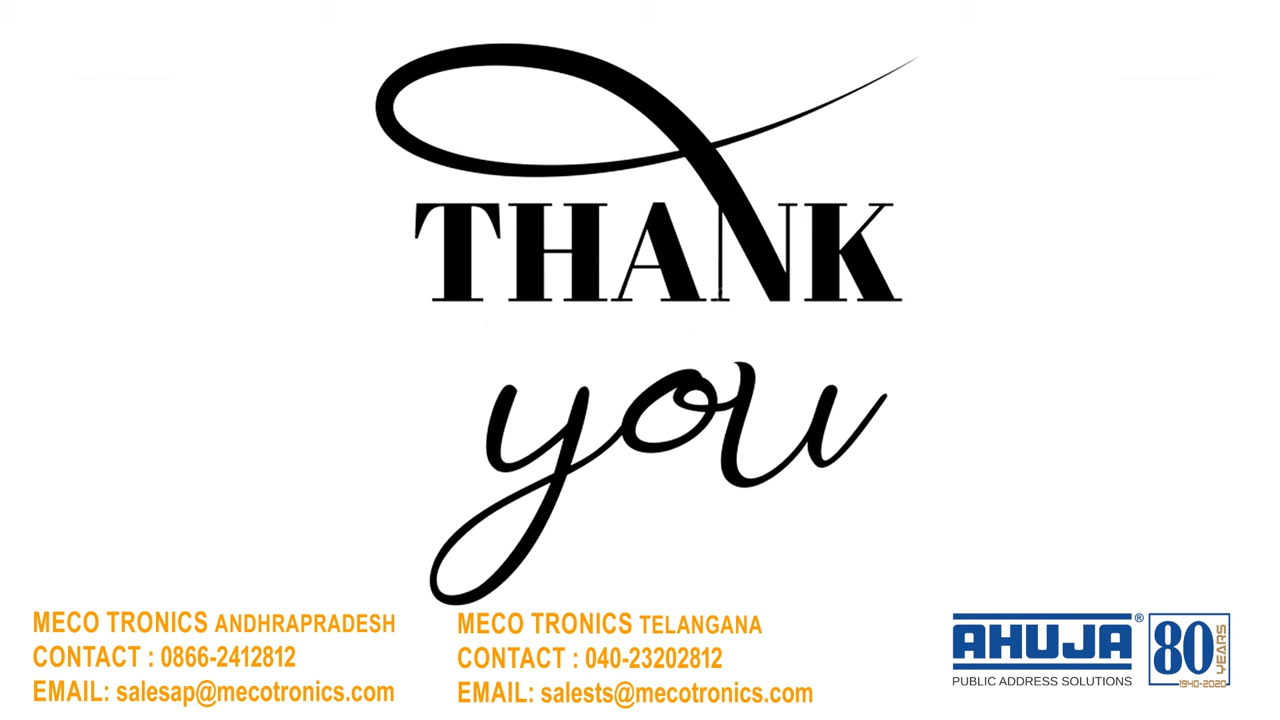 THANK
you
MECO TRONICS ANDHRAPRADESH
CONTACT : 0866-2412812
EMAIL: salesap@mecotronics.com
MECO TRONICS TELANGANA
CONTACT : 040-23202812
EMAIL: salests@mecotronics.com
AHUJA®
PUBLIC ADDRESS SOLUTIONS
80 YEARS
1940-2020